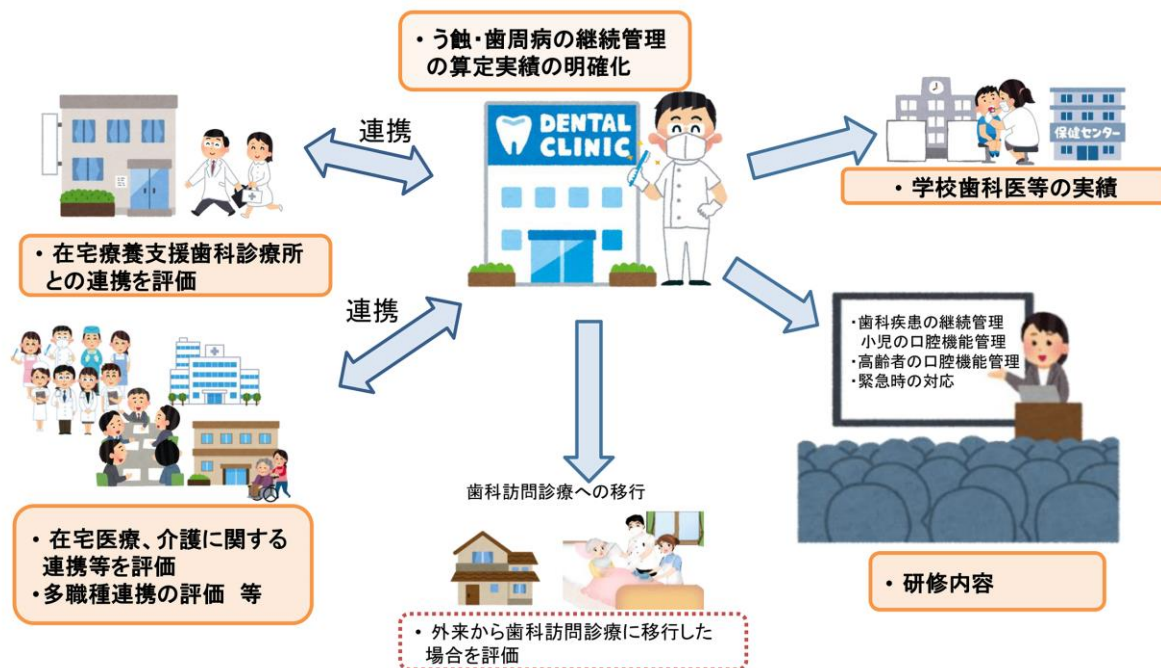 ・う蝕・歯周病の継続管理
の算定実績の明確化
連携
DENTAL
CLINIC
保健センター
・学校歯科医等の実績
・在宅療養支援歯科診療所
との連携を評価
連携
・歯科疾患の継続管理
小児の口腔機能管理
・高齢者の口腔機能管理
・緊急時の対応
歯科訪問診療への移行
・在宅医療、介護に関する
連携等を評価
・多職種連携の評価 等
・研修内容
・外来から歯科訪問診療に移行した
場合を評価